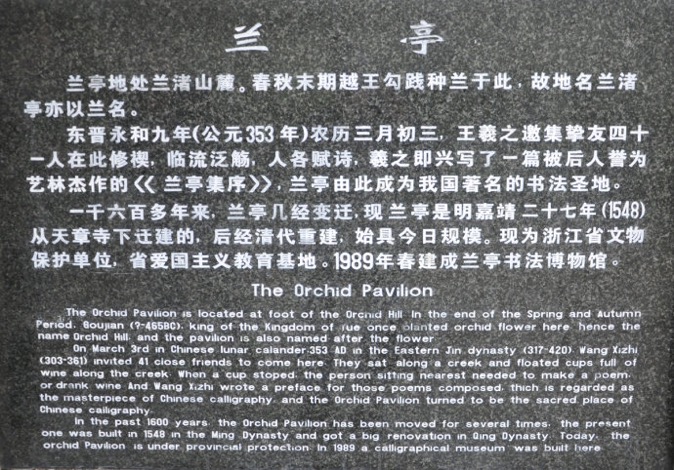 兰 亭
兰亭地处兰渚山麓。春秋末期越王勾践种兰于此，故地名兰渚
亭亦以兰名。
东晋永和九年(公元353年)农历三月初三，王羲之邀集挚友四十
一人在此修禊，临流泛觞，人各赋诗，羲之即兴写了一篇被后人誉为
艺林杰作的《《兰亭集序》》，兰亭由此成为我国著名的书法圣地。
一千六百多年来，兰亭几经变迁，现兰亭是明嘉靖二十七年(1548)
从天章寺下迁建的，后经清代重建，始具今日规模。现为浙江省文物
保护单位，省爱国主义教育基地。1989年春建成兰亭书法博物馆。
The Orchid Pavilion
The Orchid Pavilion is located at foot of the Orchid Hill. In the end of the Spring and Autumn
Period, Goujian (?-465BC), king of the Kingdom of Yue once planted orchid flower here, hence the
name Orchid Hill, and the pavilion is also named after the flower
On March 3rd in Chinese lunar calander,353 AD in the Eastern Jin dynasty (317-420), Wang Xizhi
(303-361) invited 41 close friends to come here. They sat along a creek and floated cups full of
wine along the creek. When a cup stoped, the person sitting nearest needed to make a poem,
or drank wine. And Wang Xizhi wrote a preface for those poems composed, thich is regarded as
the masterpiece of Chinese calligraphy, and the Orchid Pavilion turned to be the sacred place of
Chinese calligraphy.
In the past 1600 years, the Orchid Pavilion has been moved for several times, the present
one was built in 1548 in the Ming Dynasty and got a big renovation in Qing Dynasty. Today, the
orchid Pavilion is under provincial protection. In 1989 a calligraphical museum was built here